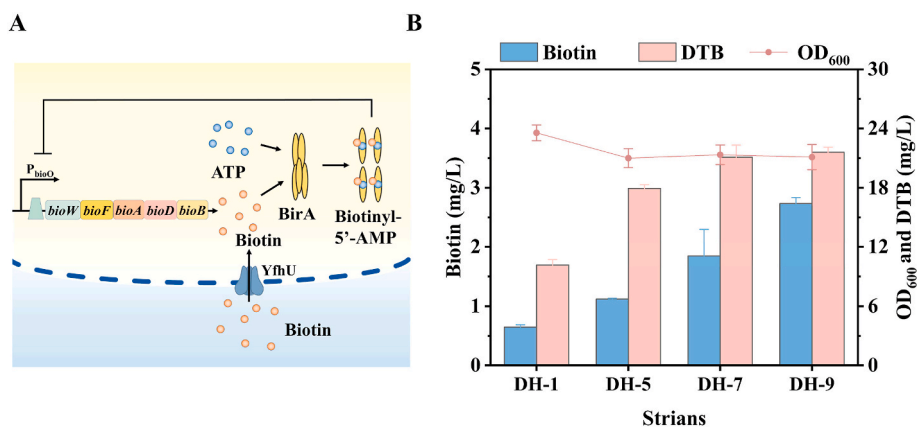 A
P_bioO
bioW bioF bioA bioD bioB
ATP
BirA
Biotinyl-
5'-AMP
Biotin
YfhU
Biotin
B
Biotin DTB OD600
Biotin (mg/L)
5
4
3
2
1
0
OD600 and DTB (mg/L)
30
24
18
12
6
0
DH-1 DH-5 DH-7 DH-9
Strians